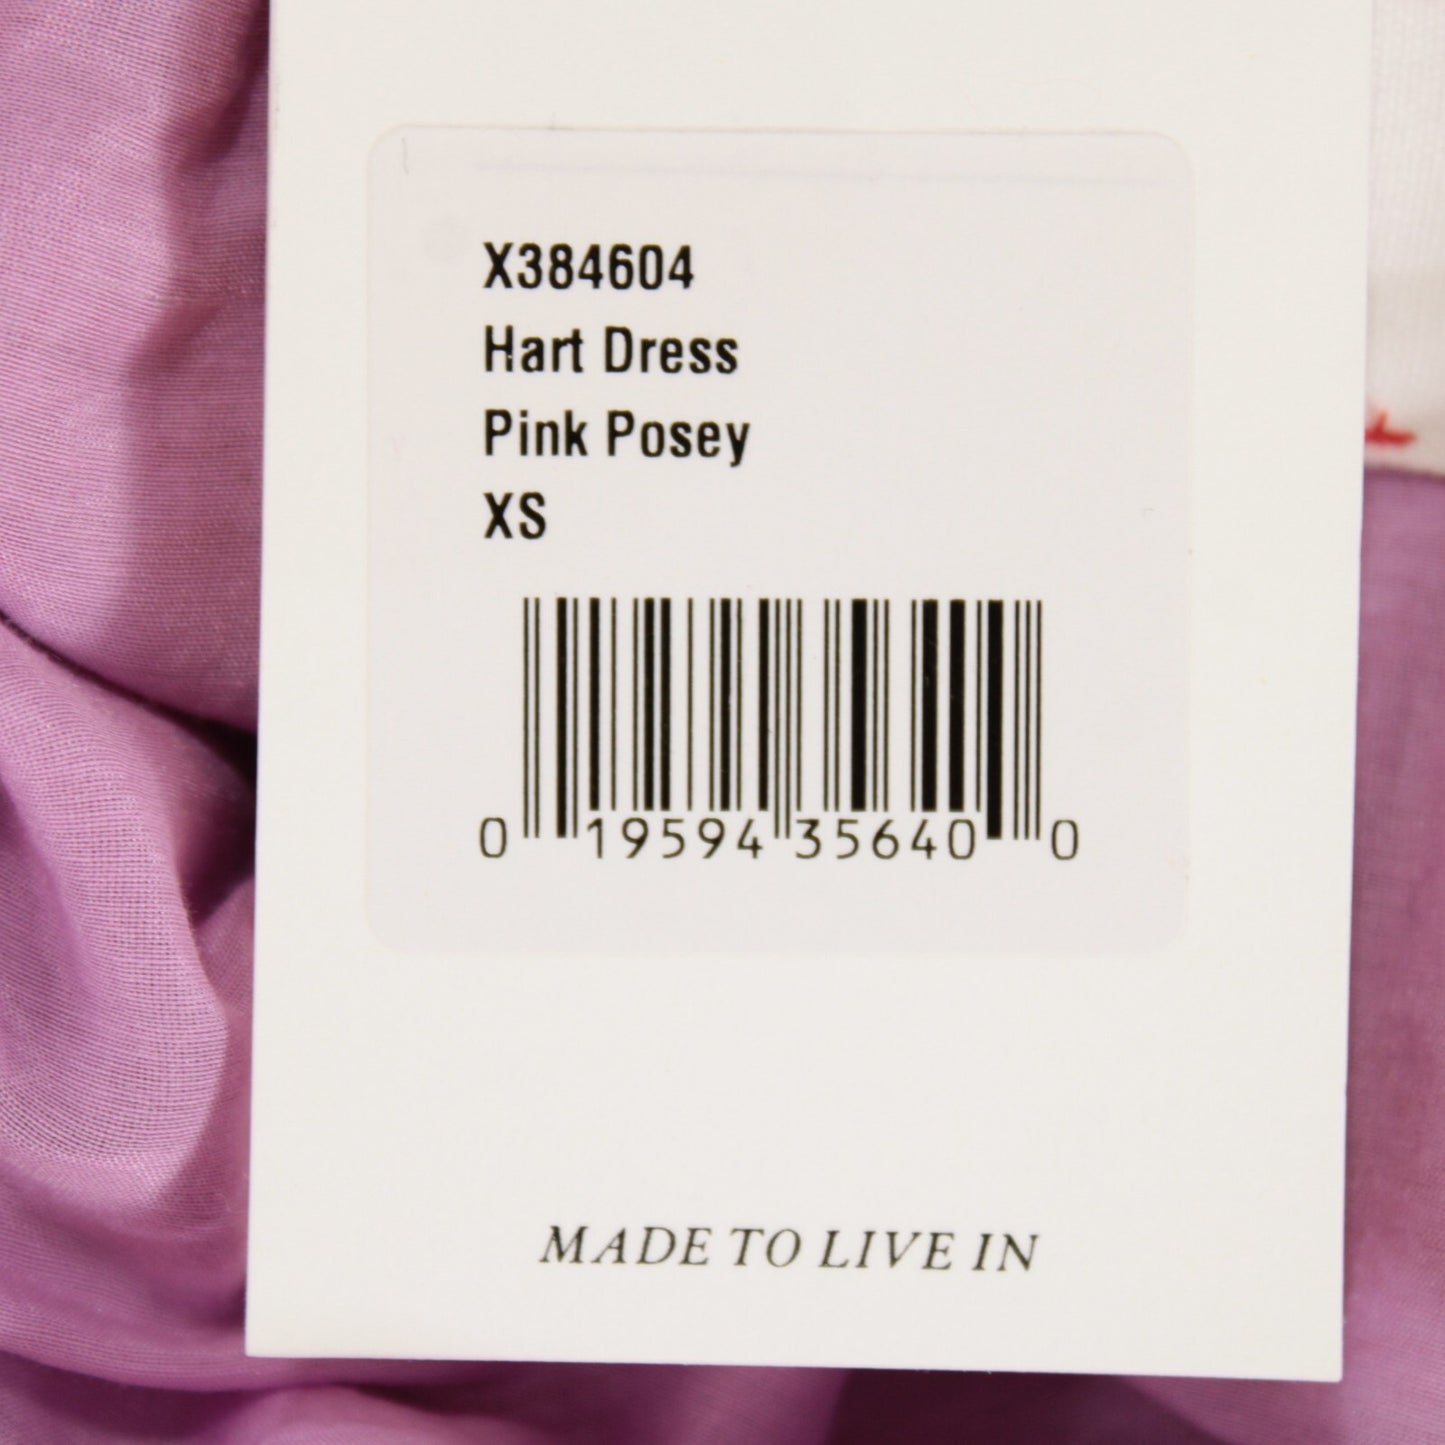 X384604
Hart Dress
Pink Posey
XS
0 19594 35640 0
MADE TO LIVE IN